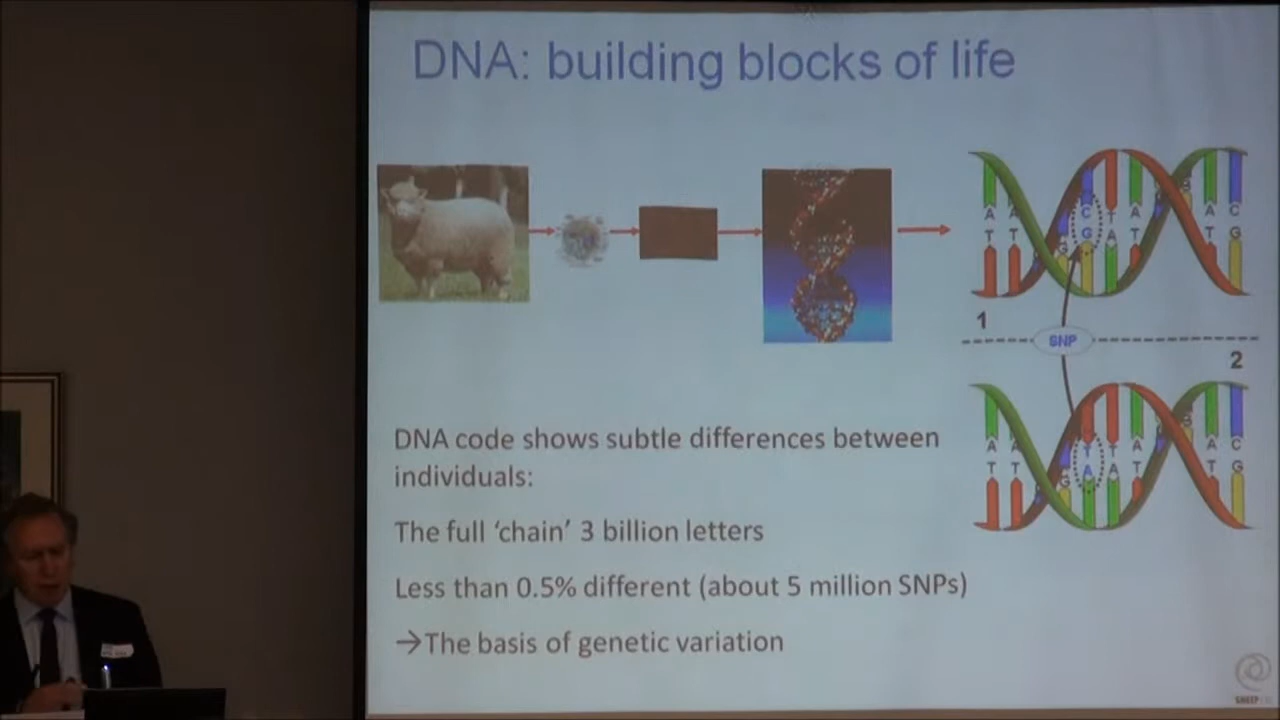 DNA: building blocks of life
A A C T A A C
T T G G A T T G
1
SNP
2
A A T T A A C
T T G A A T T G
DNA code shows subtle differences between
individuals:
The full ‘chain’ 3 billion letters
Less than 0.5% different (about 5 million SNPs)
→The basis of genetic variation
SHEEP